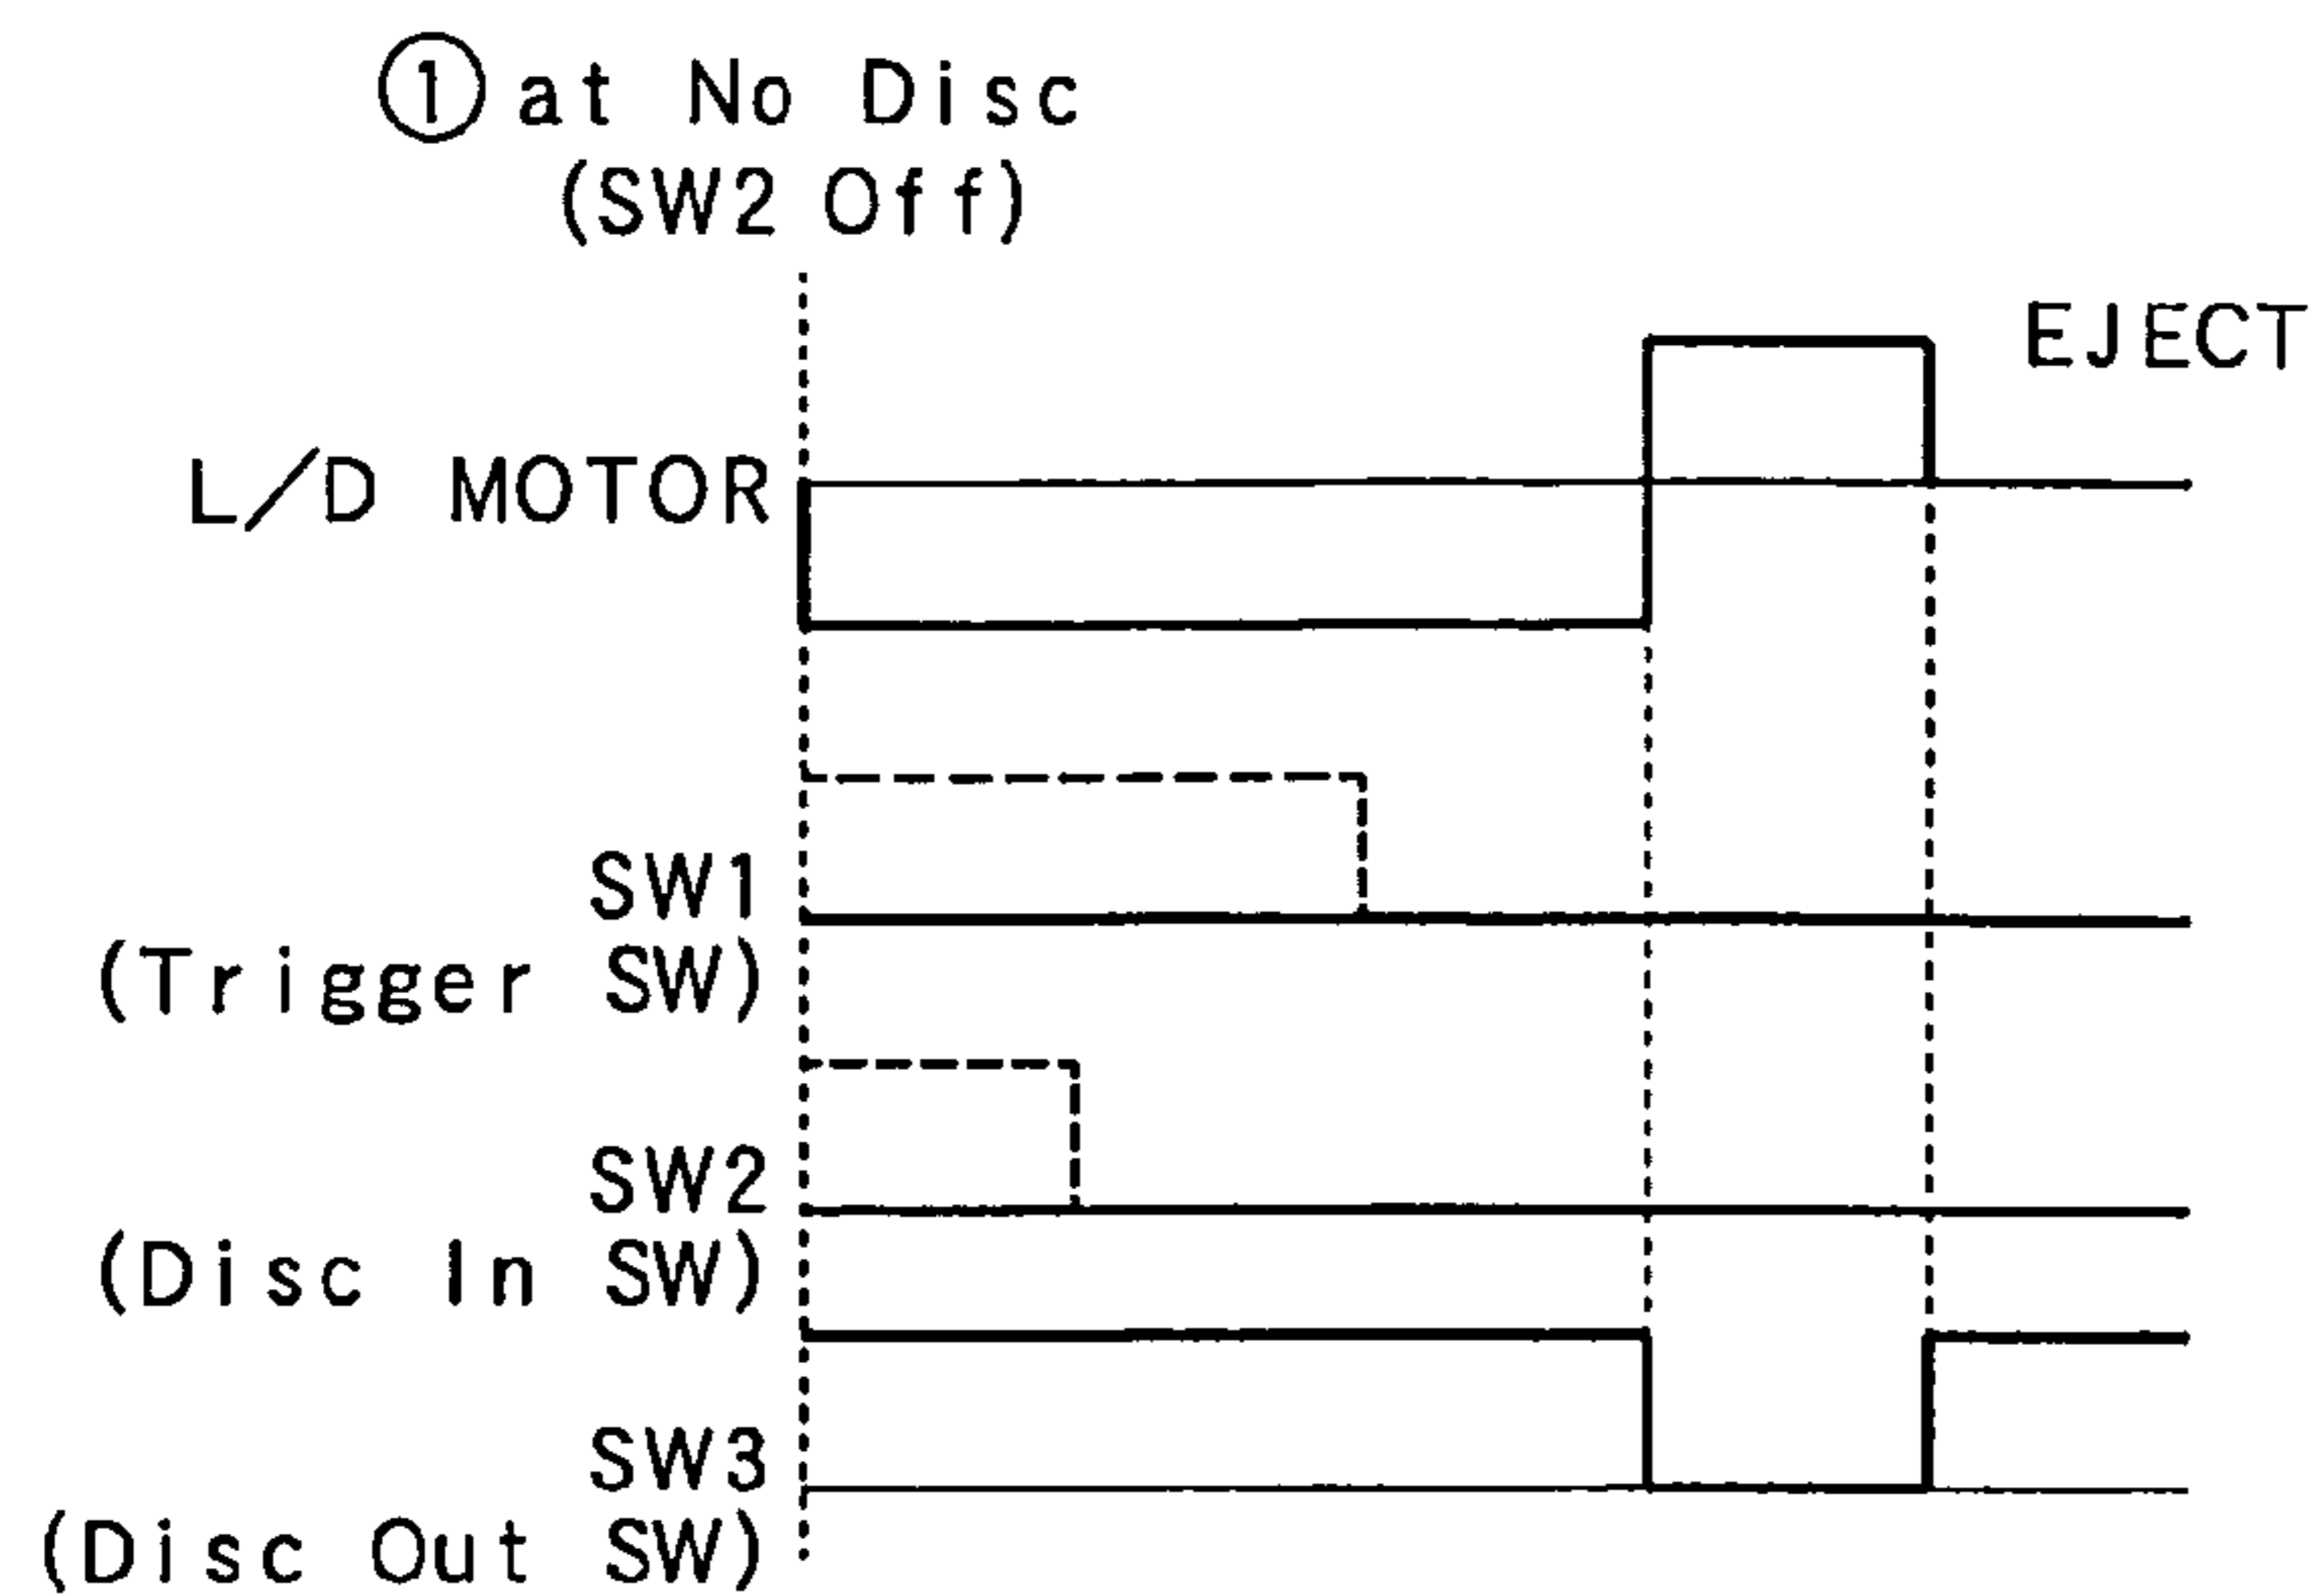 ① at No Disc
(SW2 Off)
EJECT
L/D MOTOR
SW1
(Trigger SW)
SW2
(Disc In SW)
SW3
(Disc Out SW)